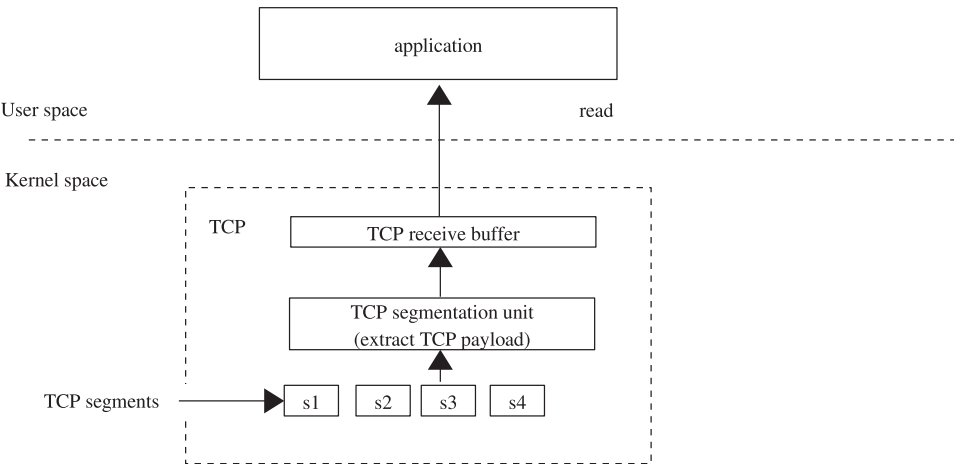 application
User space
read
Kernel space
TCP
TCP receive buffer
TCP segmentation unit
(extract TCP payload)
TCP segments
s1
s2
s3
s4